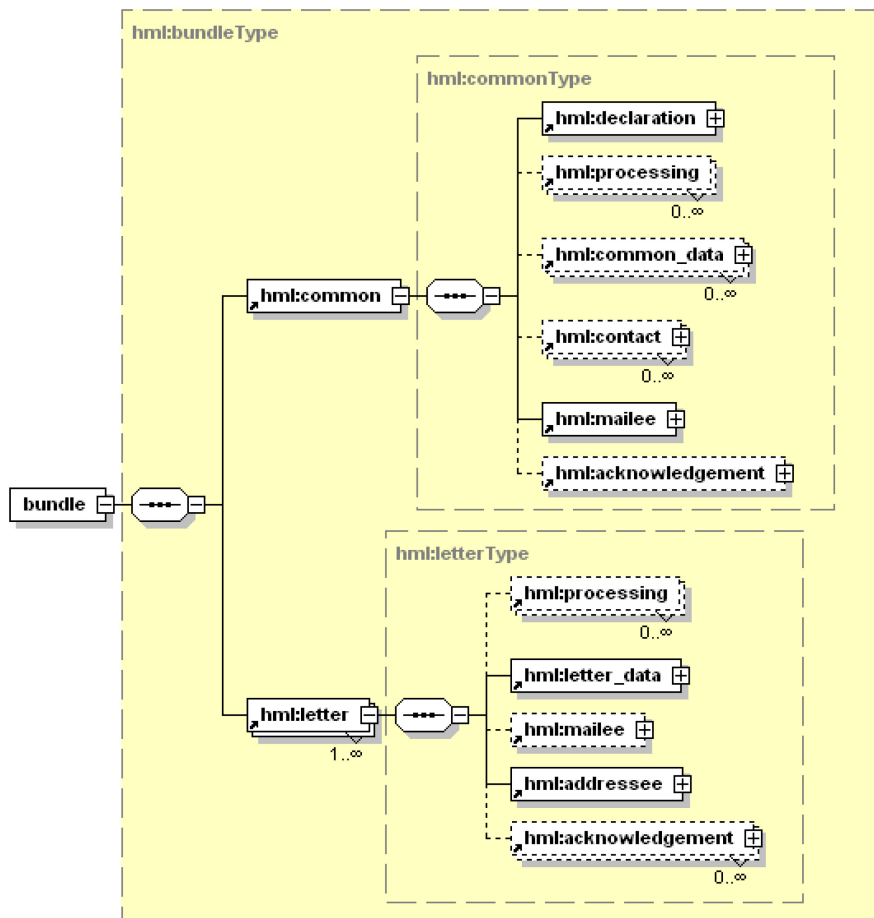 hml:bundleType
hml:commonType
hml:declaration
hml:processing
0..∞
hml:common_data
0..∞
hml:common
hml:contact
0..∞
hml:mailee
hml:acknowledgement
bundle
hml:letterType
hml:processing
0..∞
hml:letter_data
hml:letter
1..∞
hml:mailee
hml:addressee
hml:acknowledgement
0..∞